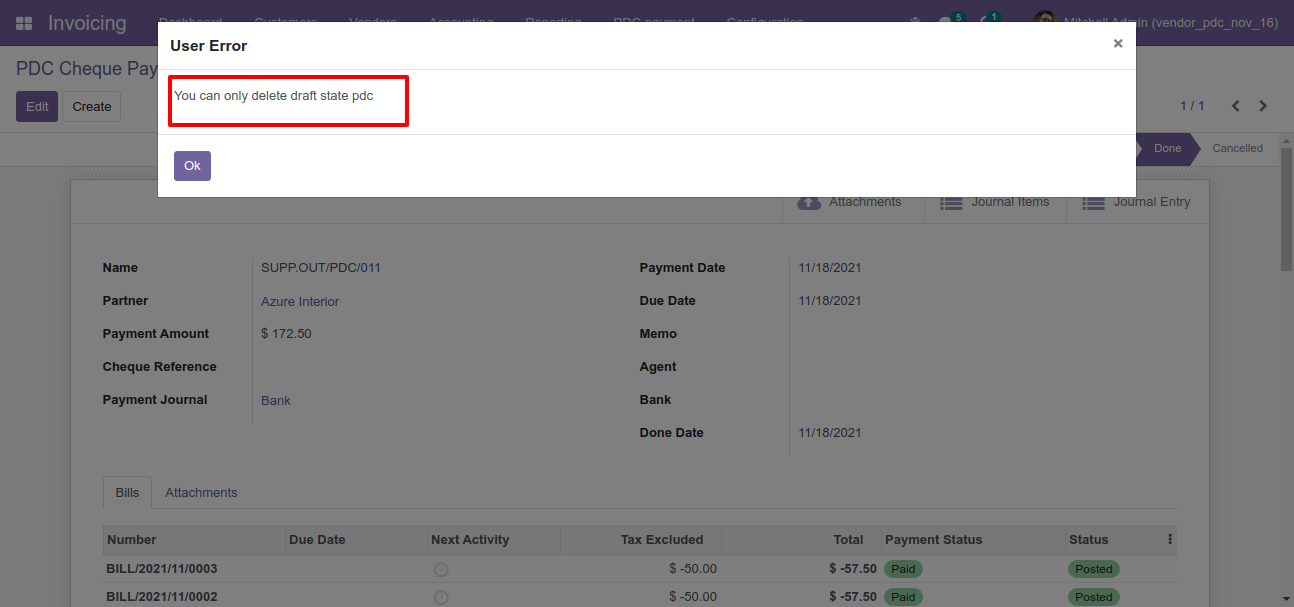 Invoicing Dashboard Customers Vendors Accounting Reporting PDC payment Configuration 5 1 Mitchell Admin (vendor_pdc_nov_16)
User Error ×
PDC Cheque Pay
You can only delete draft state pdc
Edit Create 1 / 1
Done Cancelled
Ok
Attachments Journal Items Journal Entry
Name SUPP.OUT/PDC/011 Payment Date 11/18/2021
Partner Azure Interior Due Date 11/18/2021
Payment Amount $ 172.50 Memo
Cheque Reference Agent
Payment Journal Bank Bank
Done Date 11/18/2021
Bills Attachments
Number Due Date Next Activity Tax Excluded Total Payment Status Status
BILL/2021/11/0003 $ -50.00 $ -57.50 Paid Posted
BILL/2021/11/0002 $ -50.00 $ -57.50 Paid Posted